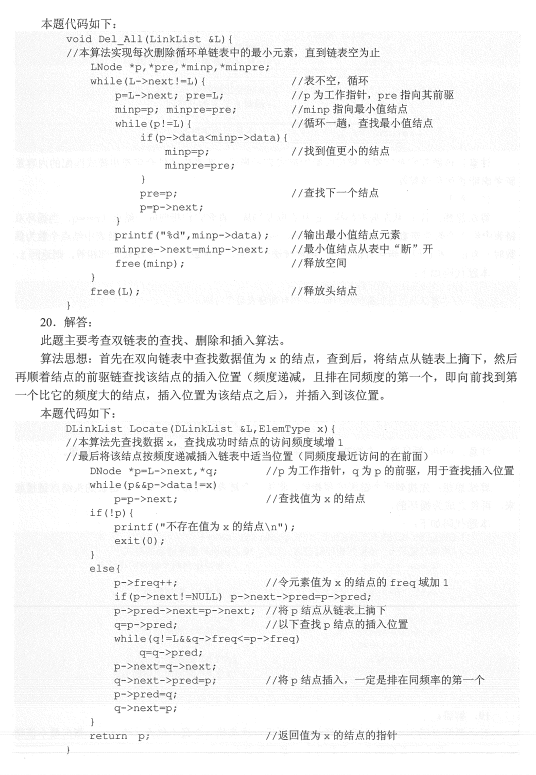 本题代码如下：
void Del_All(LinkList &L){
//本算法实现每次删除循环单链表中的最小元素，直到链表空为止
LNode *p,*pre,*minp,*minpre;
while(L->next!=L){ //表不空，循环
p=L->next; pre=L; //p 为工作指针，pre 指向其前驱
minp=p; minpre=pre; //minp 指向最小值结点
while(p!=L){ //循环一趟，查找最小值结点
if(p->data<minp->data){
minp=p; //找到值更小的结点
minpre=pre;
}
pre=p; //查找下一个结点
p=p->next;
}
printf("%d",minp->data); //输出最小值结点元素
minpre->next=minp->next; //最小值结点从表中“断”开
free(minp); //释放空间
}
free(L); //释放头结点
}
20．解答：
此题主要考查双链表的查找、删除和插入算法。
算法思想：首先在双向链表中查找数据值为 x 的结点，查到后，将结点从链表上摘下，然后
再顺着结点的前驱链查找该结点的插入位置（频度递减，且排在同频度的第一个，即向前找到第
一个比它的频度大的结点，插入位置为该结点之后），并插入到该位置。
本题代码如下：
DLinkList Locate(DLinkList &L,ElemType x){
//本算法先查找数据 x，查找成功时结点的访问频度域增 1
//最后将该结点按频度递减插入链表中适当位置（同频度最近访问的在前面）
DNode *p=L->next,*q; //p 为工作指针，q 为 p 的前驱，用于查找插入位置
while(p&&p->data!=x)
p=p->next; //查找值为 x 的结点
if(!p){
printf("不存在值为 x 的结点\n");
exit(0);
}
else{
p->freq++; //令元素值为 x 的结点的 freq 域加 1
if(p->next!=NULL) p->next->pred=p->pred;
p->pred->next=p->next; //将 p 结点从链表上摘下
q=p->pred; //以下查找 p 结点的插入位置
while(q!=L&&q->freq<=p->freq)
q=q->pred;
p->next=q->next;
q->next->pred=p; //将 p 结点插入，一定是排在同频率的第一个
p->pred=q;
q->next=p;
}
return p; //返回值为 x 的结点的指针
}